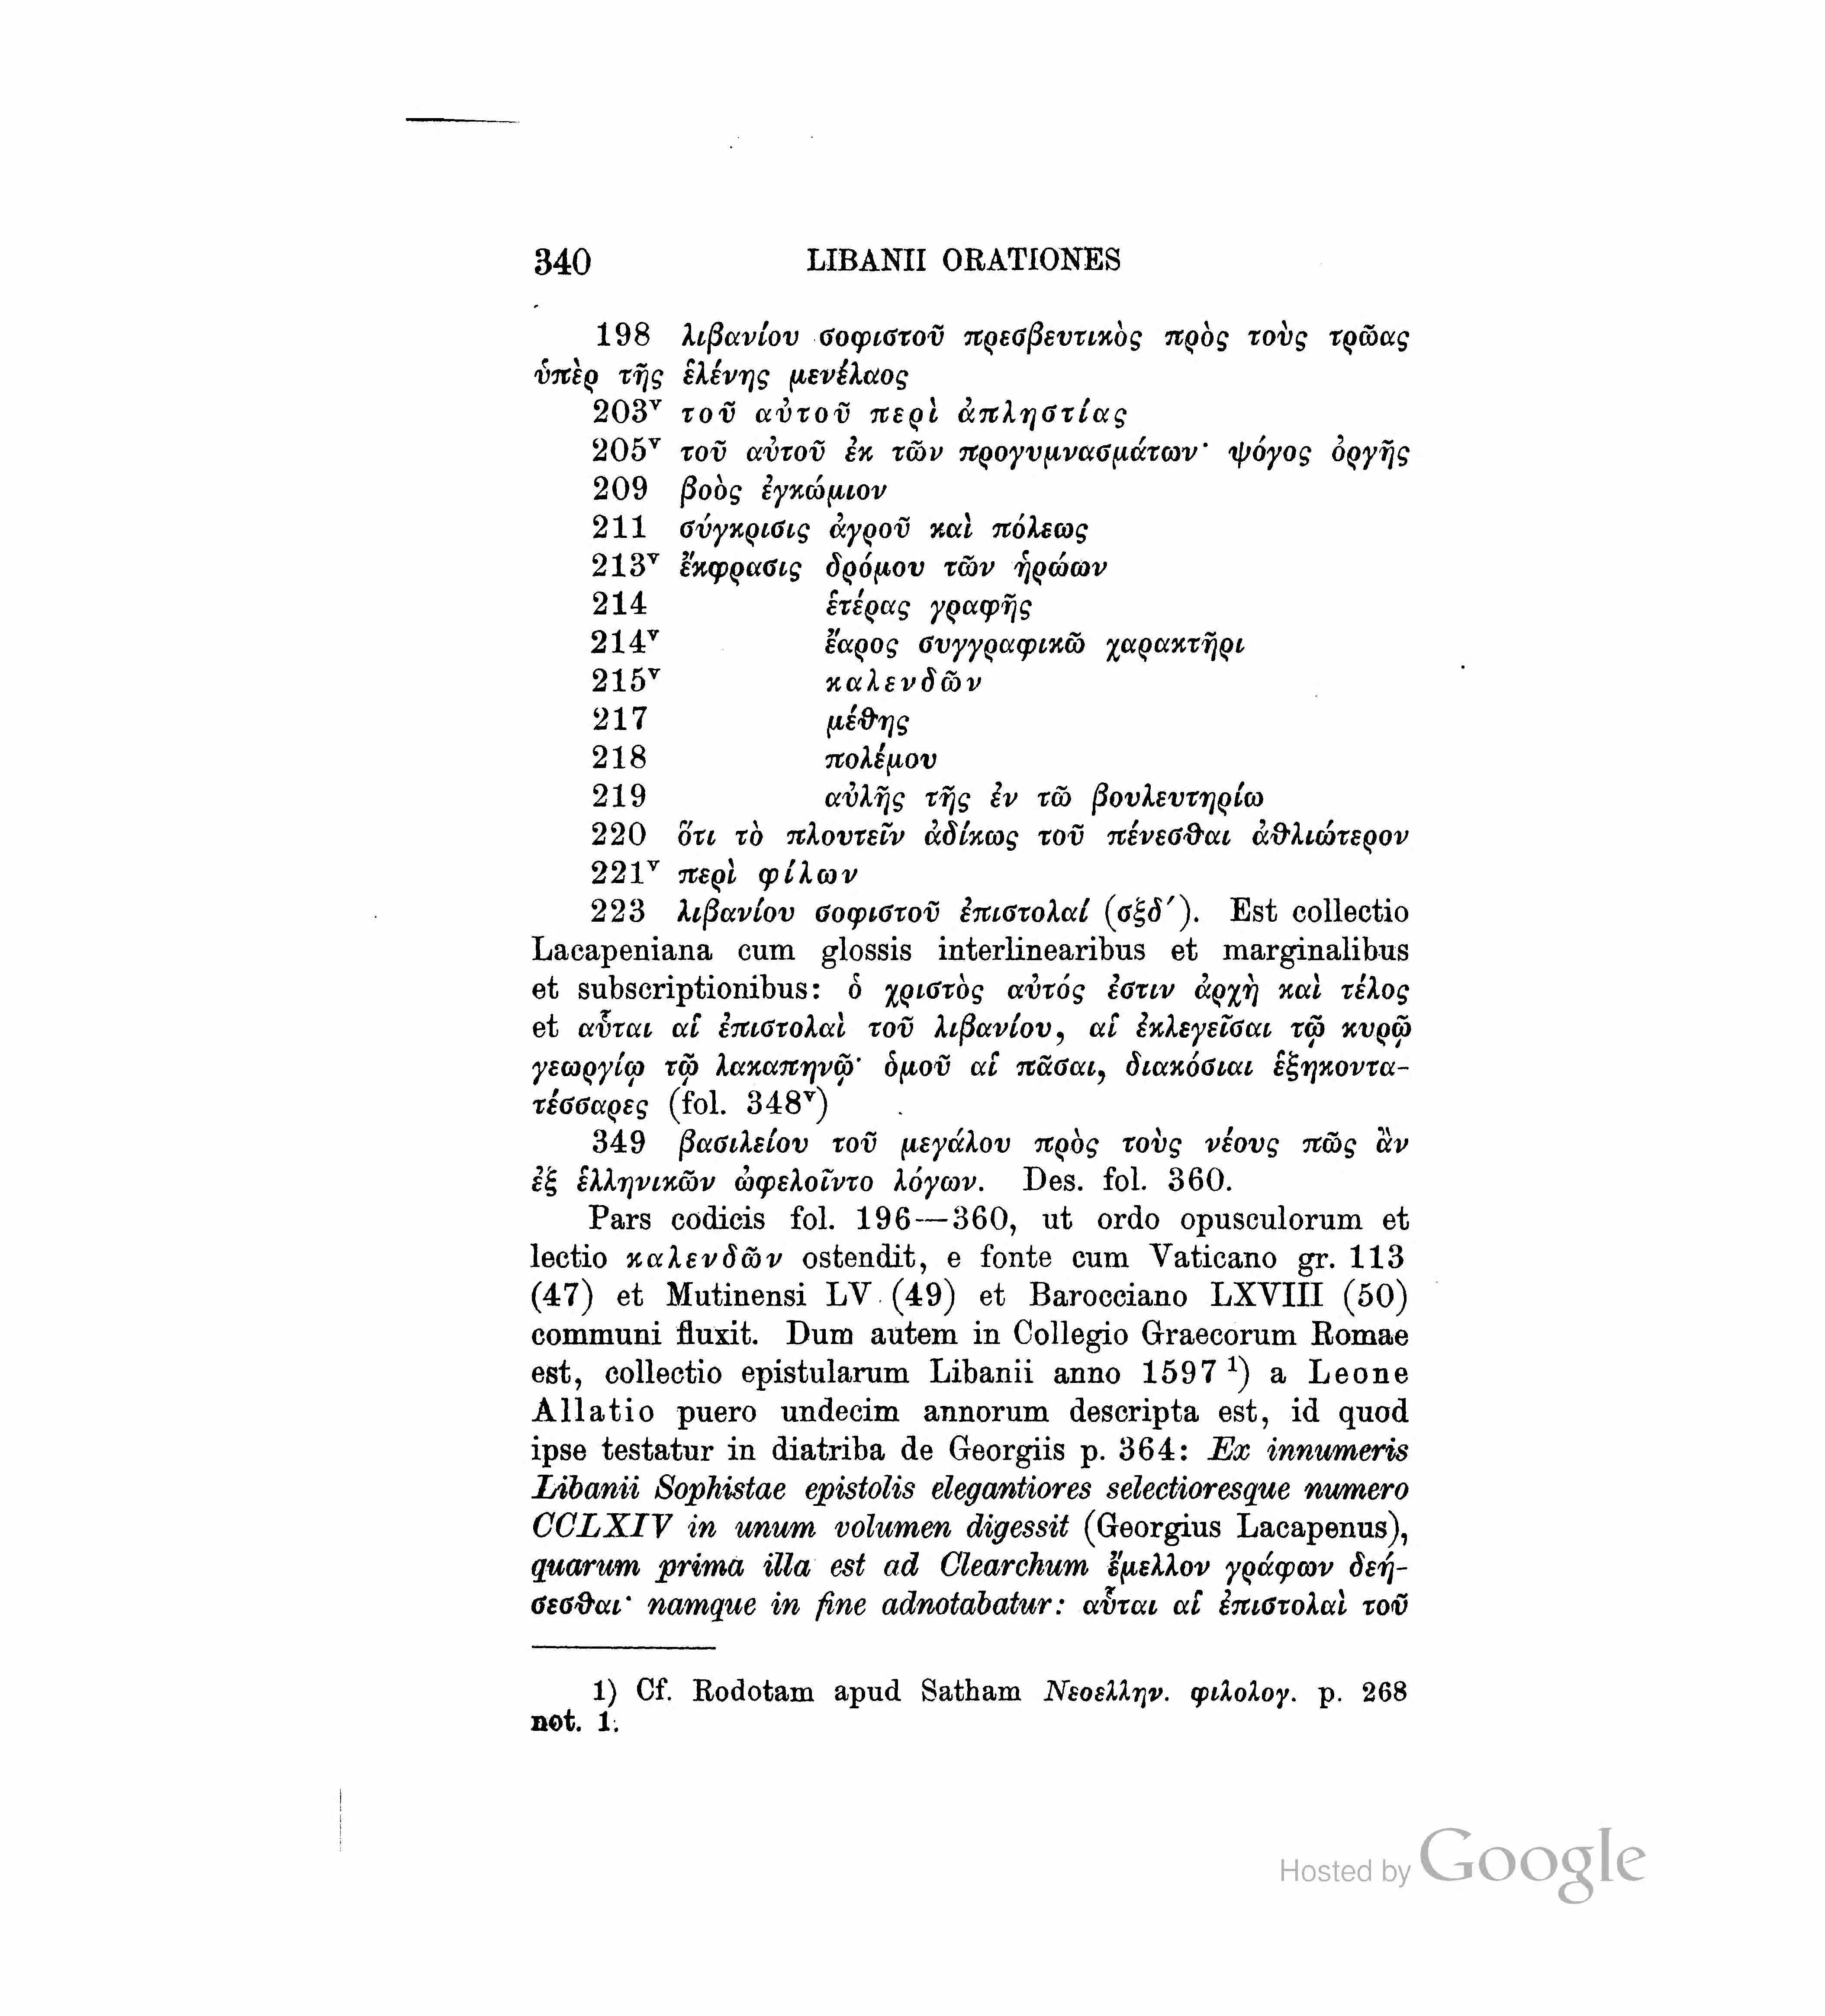 340 LIBANII ORATIONES
198 λιβανίου σοφιστοῦ πρεσβευτικὸς πρὸς τοὺς τρῶας
ὑπὲρ τῆς ἑλένης μενέλαος
203ᵛ τοῦ αὐτοῦ περὶ ἀπληστίας
205ᵛ τοῦ αὐτοῦ ἐκ τῶν προγυμνασμάτων· ψόγος ὀργῆς
209 βοὸς ἐγκώμιον
211 σύγκρισις ἀγροῦ καὶ πόλεως
213ᵛ ἔκφρασις δρόμου τῶν ἡρώων
214 ἑτέρας γραφῆς
214ᵛ ἔαρος συγγραφικῶ χαρακτῆρι
215ᵛ καλενδῶν
217 μέθης
218 πολέμου
219 αὐλῆς τῆς ἐν τῶ βουλευτηρίω
220 ὅτι τὸ πλουτεῖν ἀδίκως τοῦ πένεσθαι ἀθλιώτερον
221ᵛ περὶ φίλων
223 λιβανίου σοφιστοῦ ἐπιστολαί (σξδ′). Est collectio
Lacapeniana cum glossis interlinearibus et marginalibus
et subscriptionibus: ὁ χριστὸς αὐτός ἐστιν ἀρχὴ καὶ τέλος
et αὗται αἱ ἐπιστολαὶ τοῦ λιβανίου, αἱ ἐκλεγεῖσαι τῷ κυρῷ
γεωργίῳ τῷ λακαπηνῷ· ὁμοῦ αἱ πᾶσαι, διακόσιαι ἑξηκοντα-
τέσσαρες (fol. 348ᵛ)
349 βασιλείου τοῦ μεγάλου πρὸς τοὺς νέους πῶς ἂν
ἐξ ἑλληνικῶν ὠφελοῖντο λόγων. Des. fol. 360.
Pars codicis fol. 196—360, ut ordo opusculorum et
lectio καλενδῶν ostendit, e fonte cum Vaticano gr. 113
(47) et Mutinensi LV (49) et Barocciano LXVIII (50)
communi fluxit. Dum autem in Collegio Graecorum Romae
est, collectio epistularum Libanii anno 1597 ¹) a Leone
Allatio puero undecim annorum descripta est, id quod
ipse testatur in diatriba de Georgiis p. 364: Ex innumeris
Libanii Sophistae epistolis elegantiores selectioresque numero
CCLXIV in unum volumen digessit (Georgius Lacapenus),
quarum prima illa est ad Clearchum ἔμελλον γράφων δεή-
σεσθαι· namque in fine adnotabatur: αὗται αἱ ἐπιστολαὶ τοῦ
1) Cf. Rodotam apud Satham Νεοελλην. φιλολογ. p. 268
not. 1.
Hosted by Google